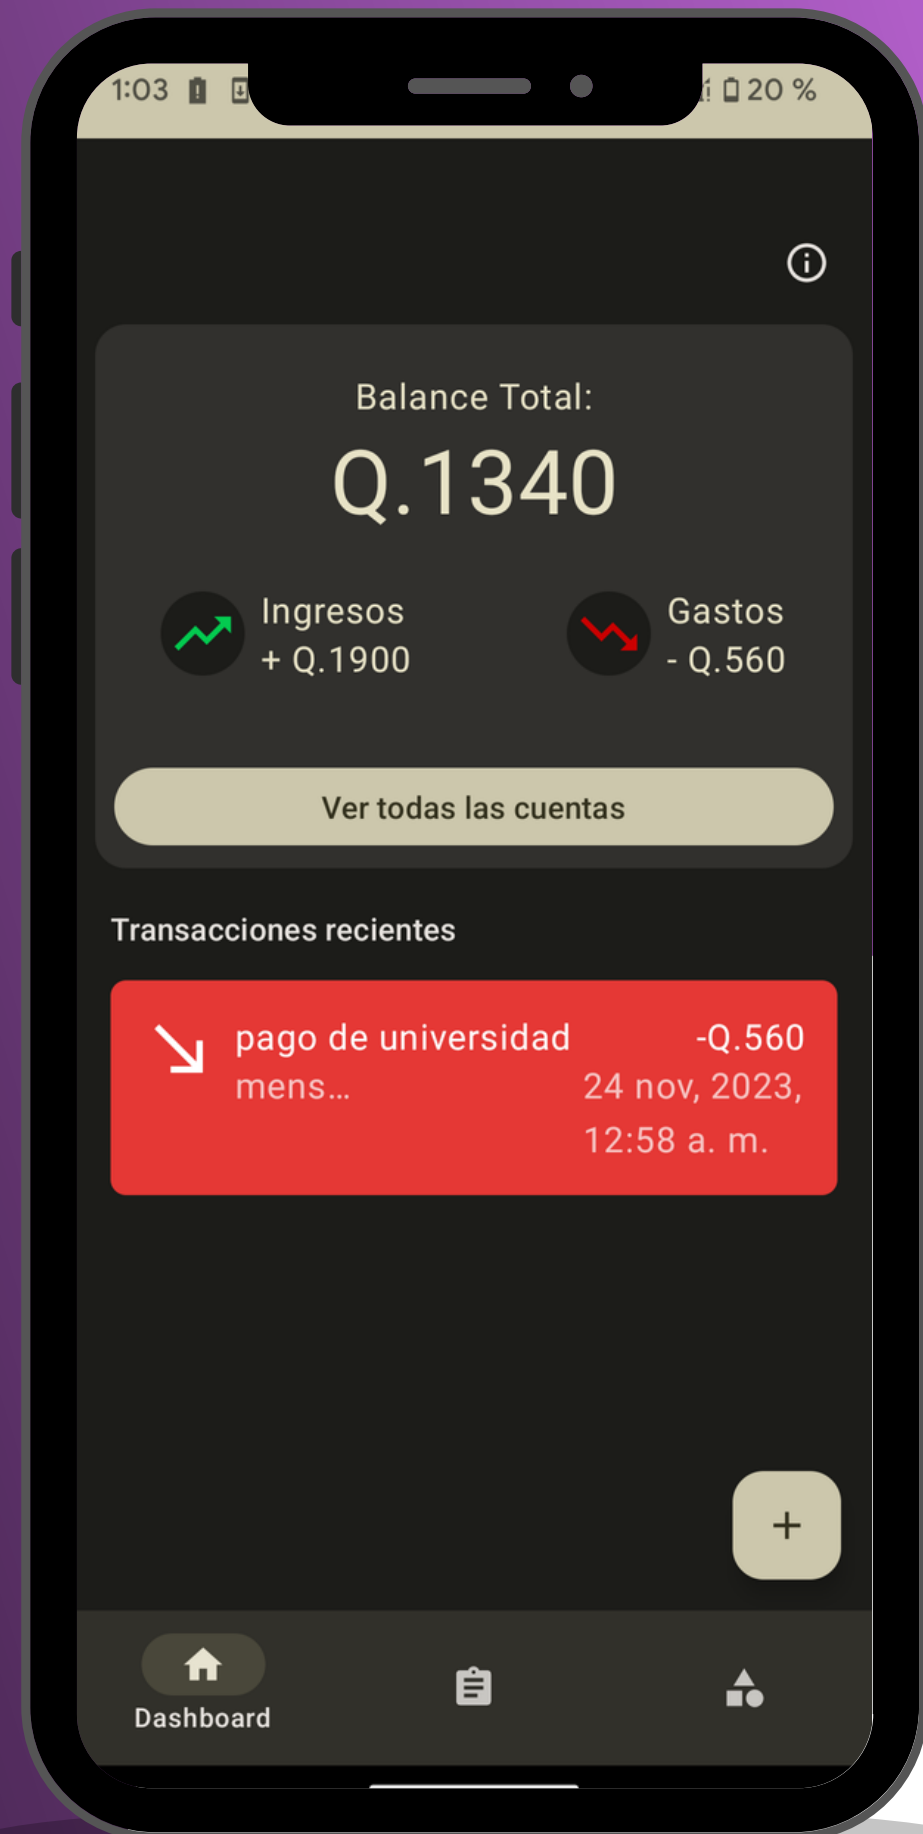 1:03
20 %
Balance Total:
Q.1340
Ingresos
+ Q.1900
Gastos
- Q.560
Ver todas las cuentas
Transacciones recientes
pago de universidad -Q.560
mens... 24 nov, 2023,
12:58 a. m.
+
Dashboard